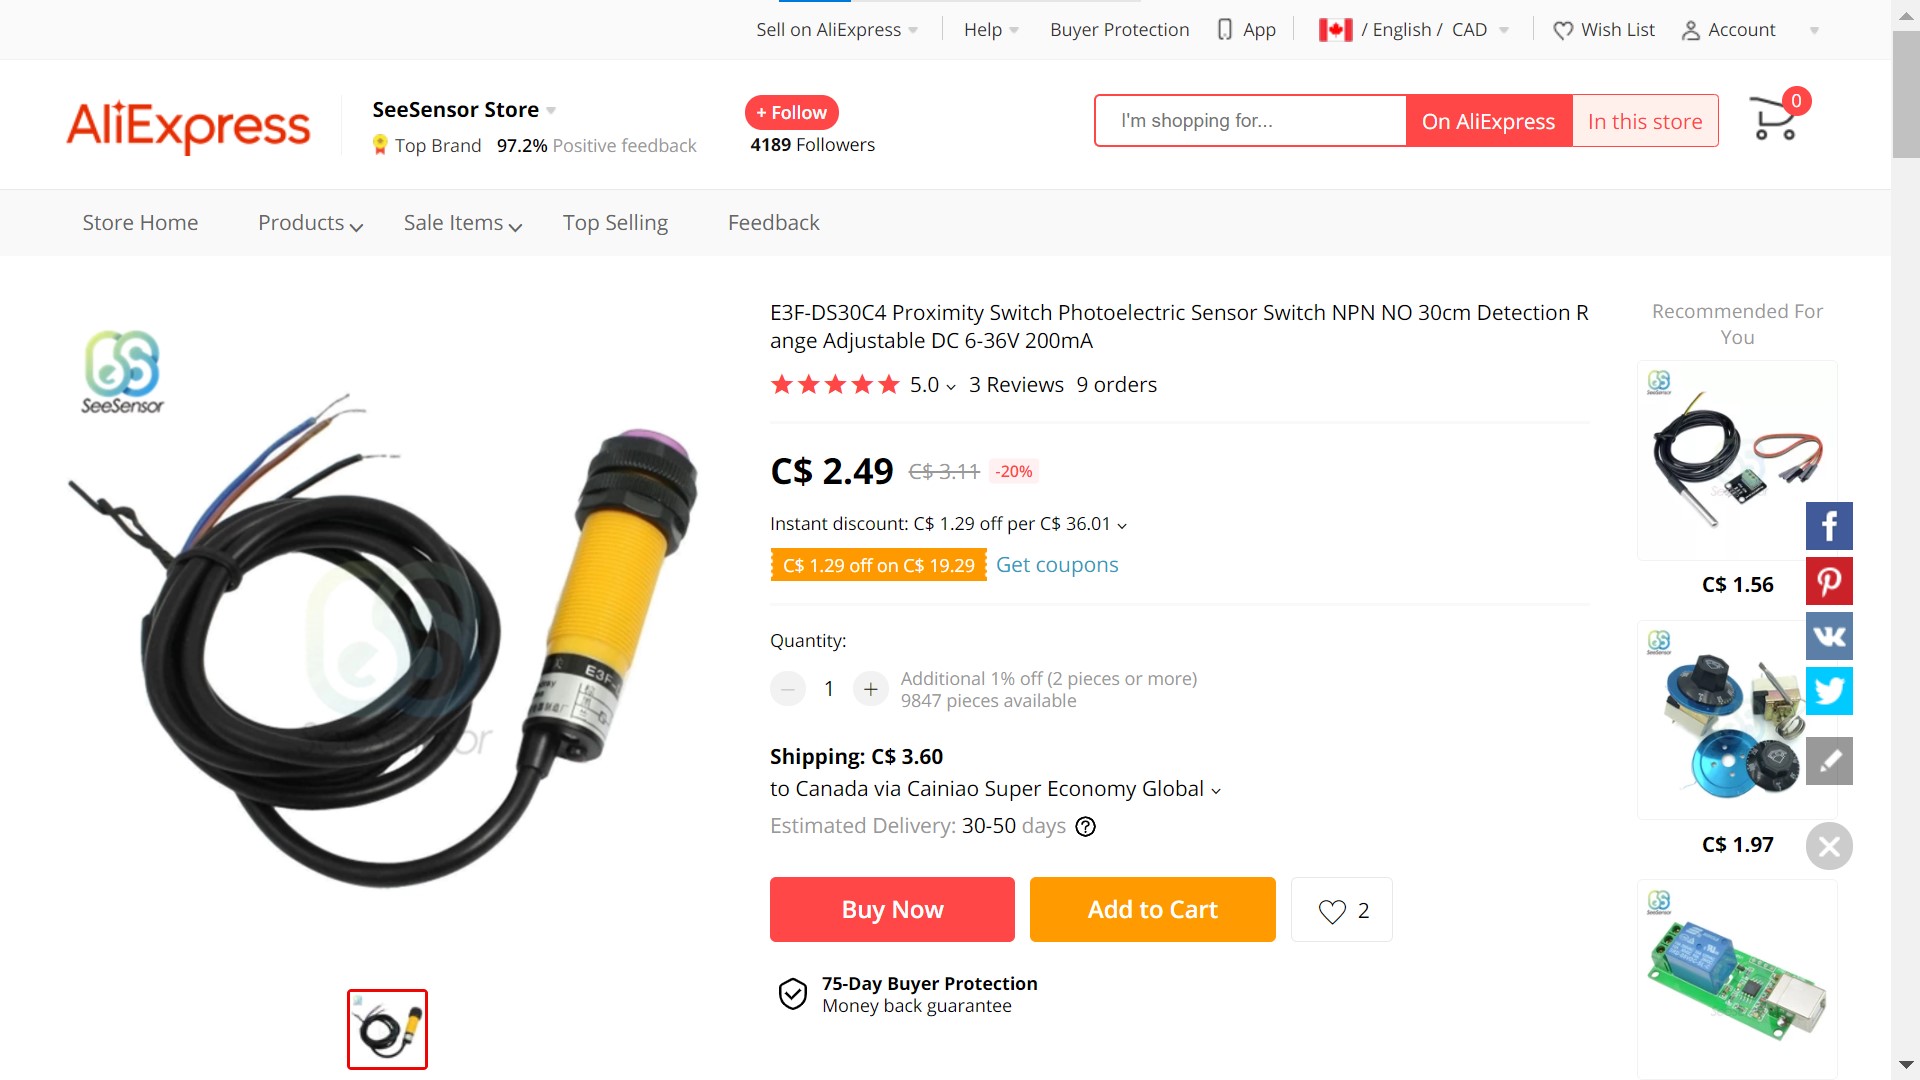 Sell on AliExpress
Help
Buyer Protection
App
/ English / CAD
Wish List
Account
AliExpress
SeeSensor Store
Top Brand 97.2% Positive feedback
+ Follow
4189 Followers
I'm shopping for...
On AliExpress
In this store
0
Store Home
Products
Sale Items
Top Selling
Feedback
SeeSensor
E3F-DS30C4 Proximity Switch Photoelectric Sensor Switch NPN NO 30cm Detection R
ange Adjustable DC 6-36V 200mA
5.0 3 Reviews 9 orders
C$ 2.49 C$ 3.11 -20%
Instant discount: C$ 1.29 off per C$ 36.01
C$ 1.29 off on C$ 19.29 Get coupons
Quantity:
1
Additional 1% off (2 pieces or more)
9847 pieces available
Shipping: C$ 3.60
to Canada via Cainiao Super Economy Global
Estimated Delivery: 30-50 days
Buy Now
Add to Cart
2
75-Day Buyer Protection
Money back guarantee
Recommended For
You
SeeSensor
C$ 1.56
SeeSensor
C$ 1.97
SeeSensor